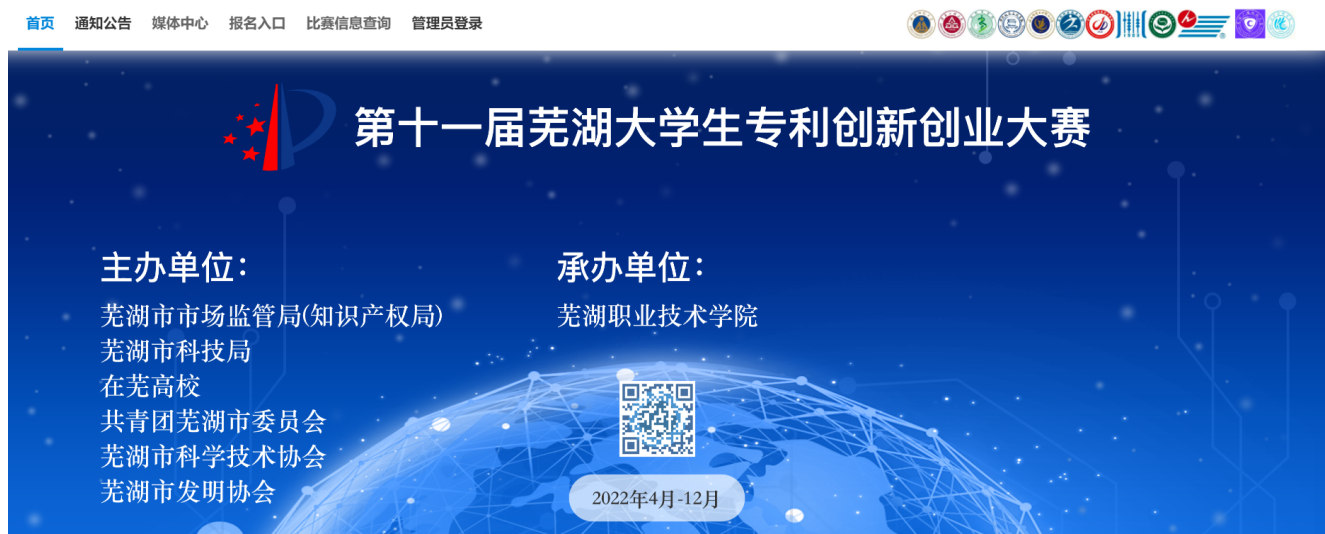 首页 通知公告 媒体中心 报名入口 比赛信息查询 管理员登录
第十一届芜湖大学生专利创新创业大赛
主办单位：
芜湖市市场监管局(知识产权局)
芜湖市科技局
在芜高校
共青团芜湖市委员会
芜湖市科学技术协会
芜湖市发明协会
承办单位：
芜湖职业技术学院
2022年4月-12月